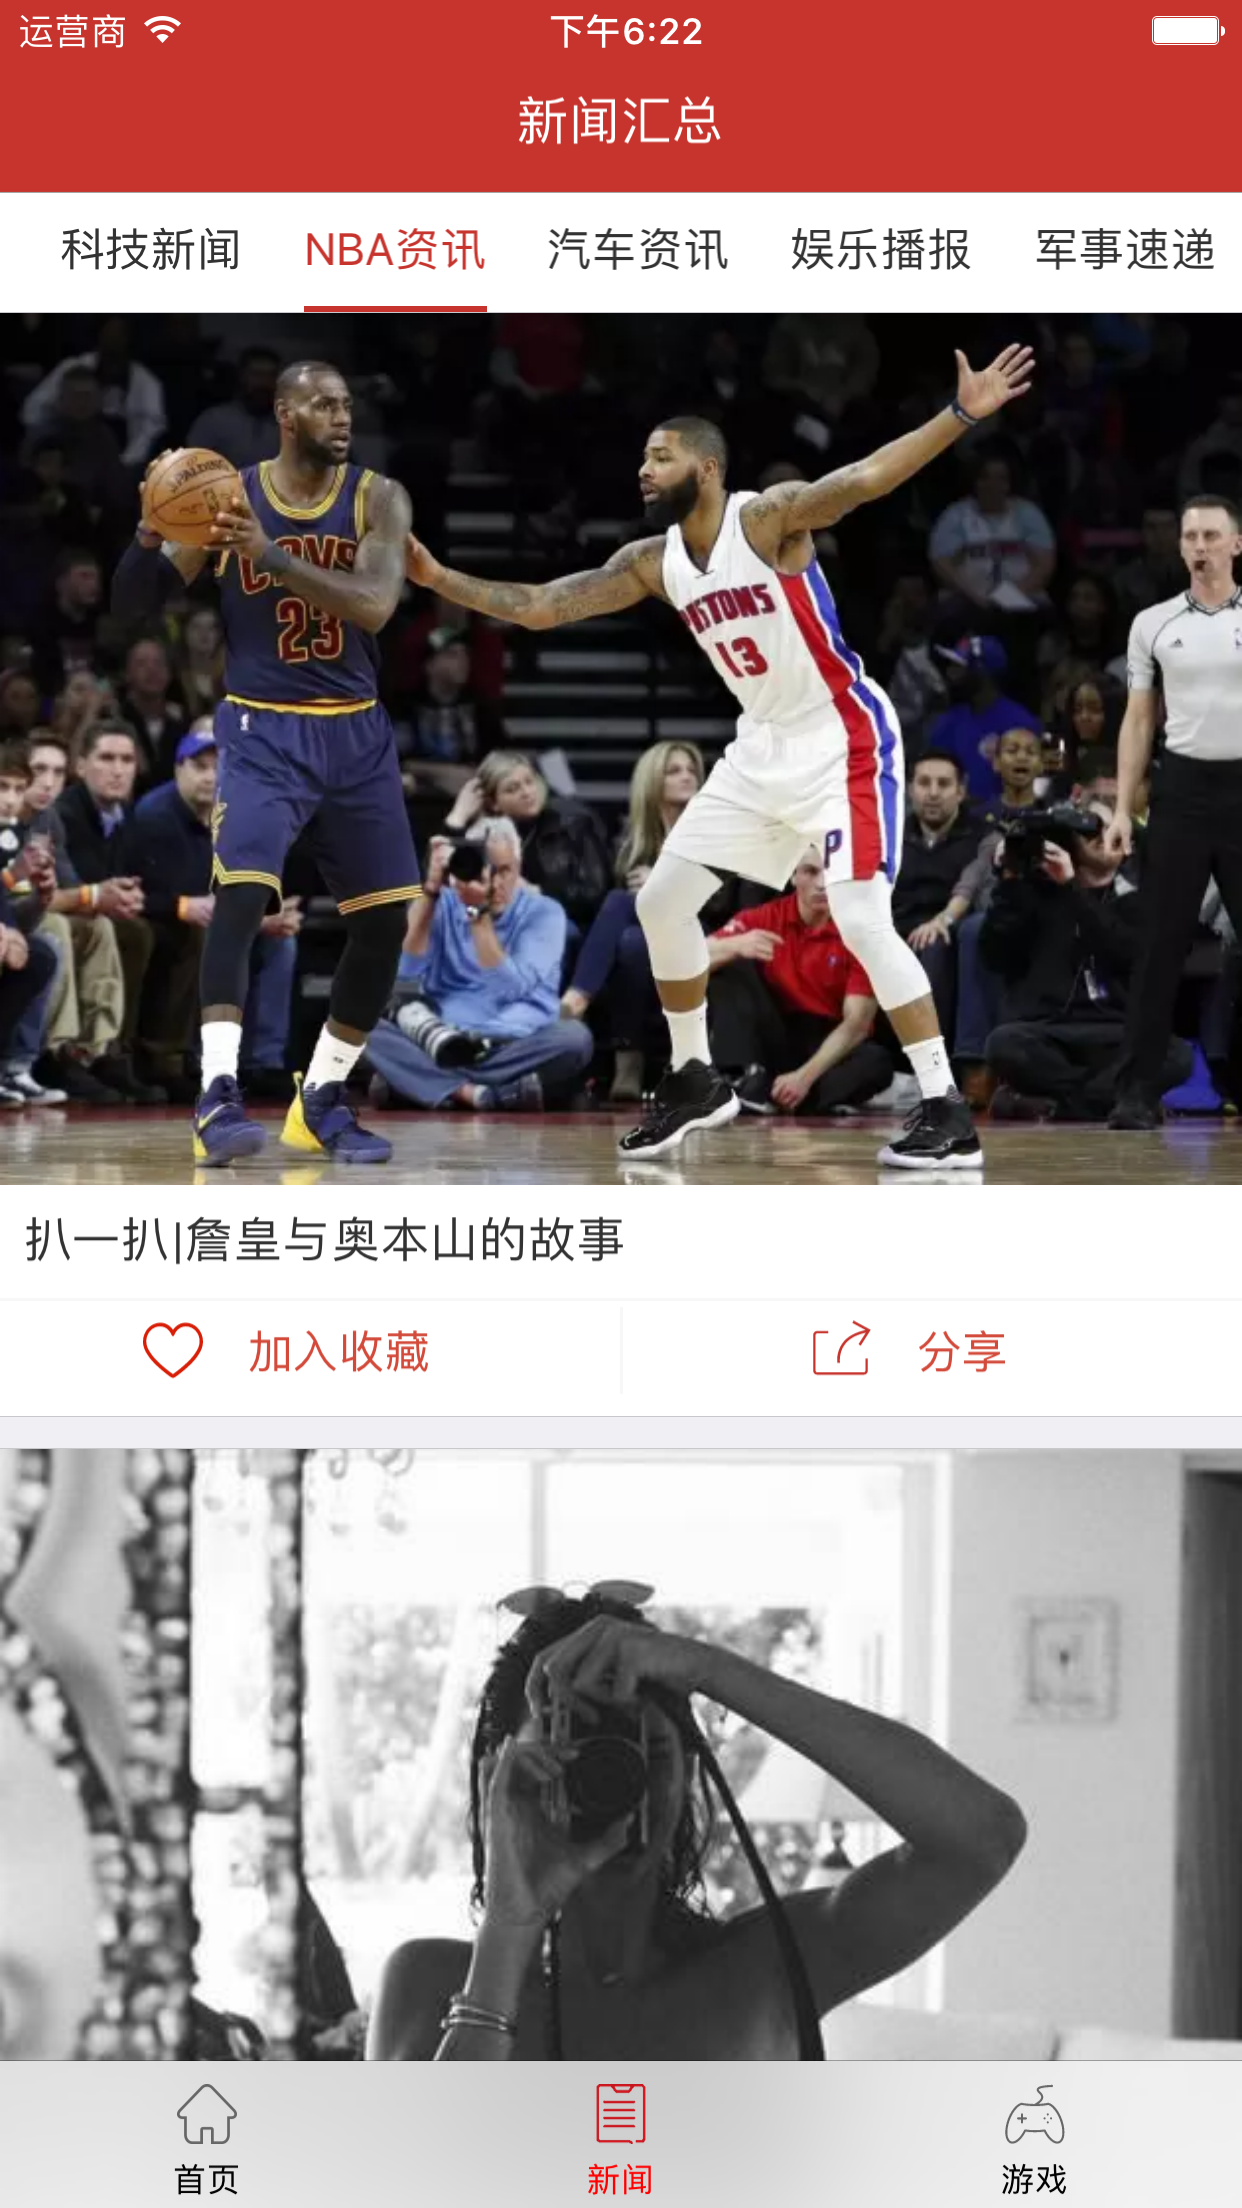 运营商
下午6:22
新闻汇总
科技新闻 NBA资讯 汽车资讯 娱乐播报 军事速递
SPALDING
CAVS
23
PISTONS
13
P
扒一扒|詹皇与奥本山的故事
加入收藏 分享
首页 新闻 游戏